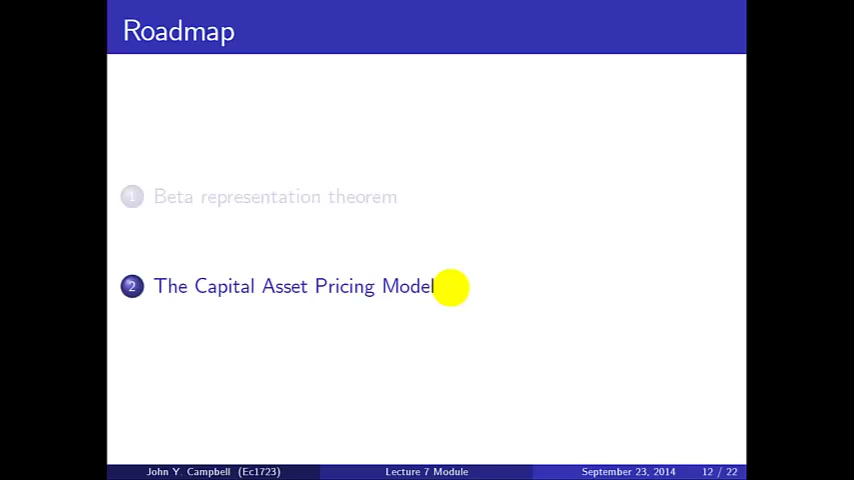 Roadmap
1 Beta representation theorem
2 The Capital Asset Pricing Model
John Y. Campbell (Ec1723) Lecture 7 Module September 23, 2014 12 / 22